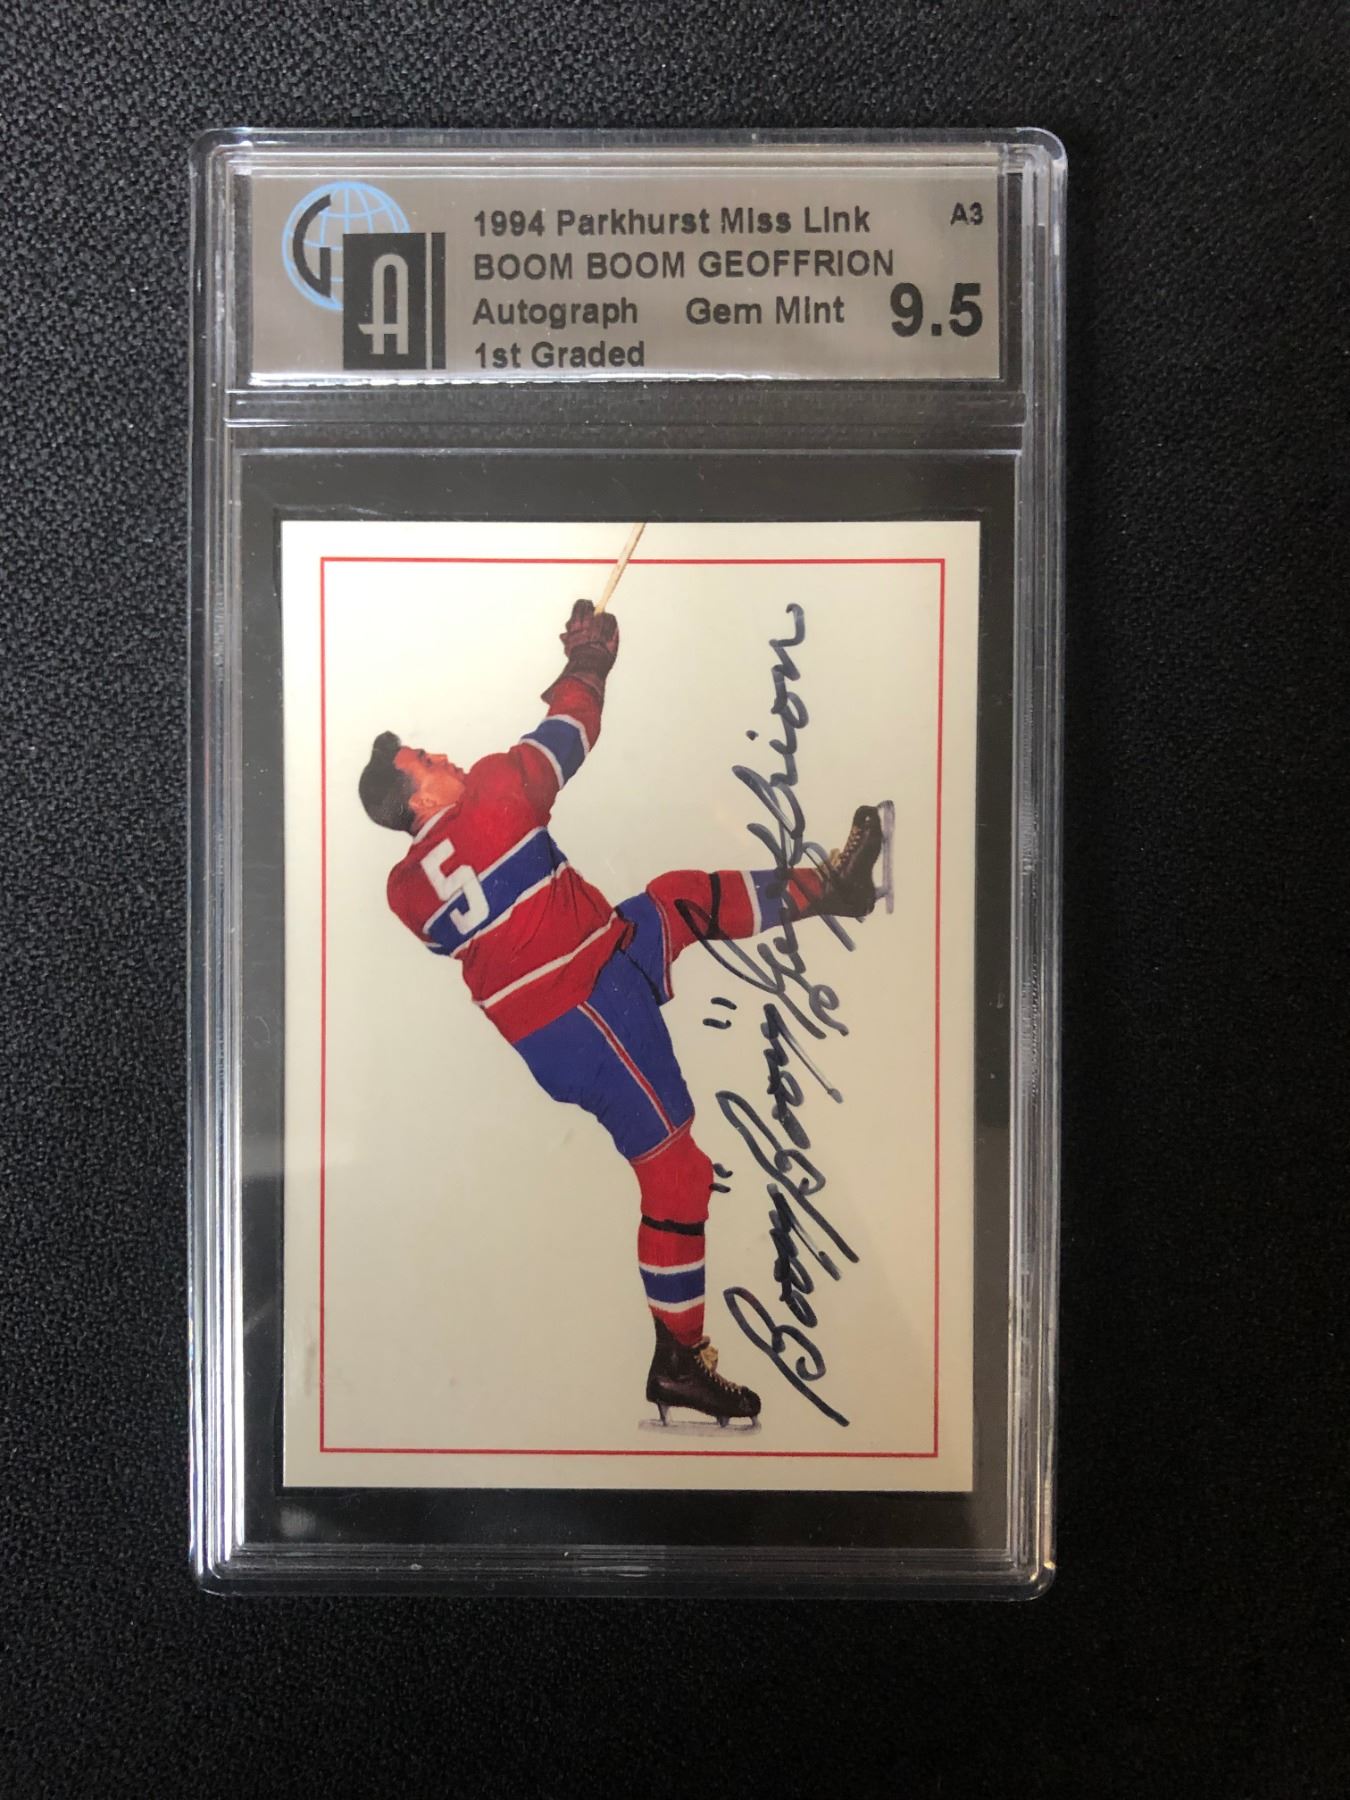 GA
1994 Parkhurst Miss Link A3
BOOM BOOM GEOFFRION
Autograph Gem Mint 9.5
1st Graded
5
"Boom Boom" Geoffrion